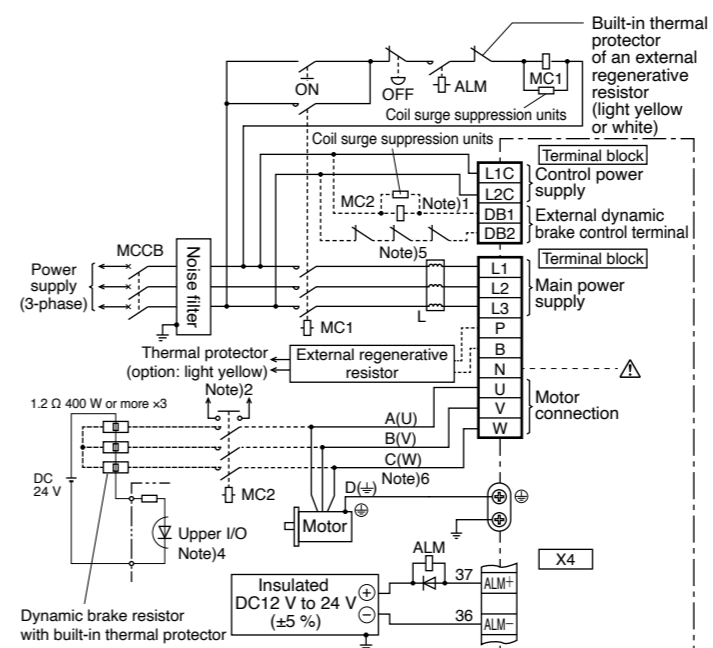 Built-in thermal
protector
of an external
regenerative
resistor
(light yellow
or white)
ON
OFF
ALM
MC1
Coil surge suppression units
Coil surge suppression units
Terminal block
L1C
L2C
Control power
supply
MC2
Note)1
DB1
DB2
External dynamic
brake control terminal
Note)5
Terminal block
MCCB
Noise filter
Power
supply
(3-phase)
L1
L2
L3
Main power
supply
L
MC1
P
B
N
Thermal protector
(option: light yellow)
External regenerative
resistor
Note)2
1.2 Ω 400 W or more ×3
U
V
W
Motor
connection
A(U)
B(V)
C(W)
Note)6
D(⏚)
DC
24 V
MC2
Motor
Upper I/O
Note)4
X4
ALM
Insulated
DC12 V to 24 V
(±5 %)
+
−
37
ALM+
36
ALM−
Dynamic brake resistor
with built-in thermal protector